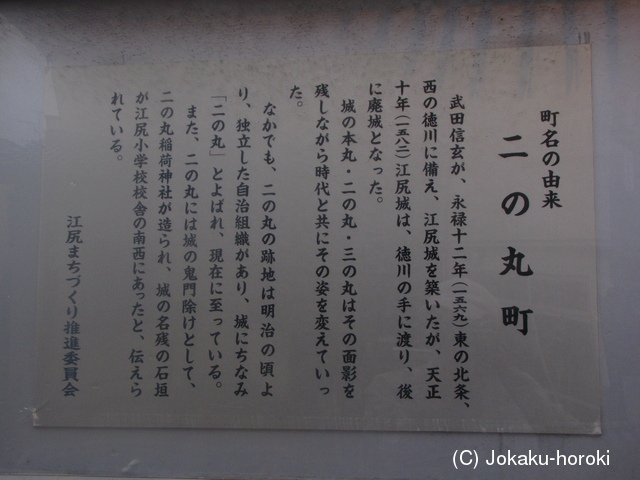 町名の由来
二の丸町
武田信玄が、永禄十二年(一五六九)東の北条、
西の徳川に備え、江尻城を築いたが、天正
十年(一五八二)江尻城は、徳川の手に渡り、後
に廃城となった。
城の本丸・二の丸・三の丸はその面影を
残しながら時代と共にその姿を変えていっ
た。
なかでも、二の丸の跡地は明治の頃よ
り、独立した自治組織があり、城にちなみ
「二の丸」とよばれ、現在に至っている。
また、二の丸には城の鬼門除けとして、
二の丸稲荷神社が造られ、城の名残の石垣
が江尻小学校校舎の南西にあったと、伝えら
れている。
江尻まちづくり推進委員会
(C) Jokaku-horoki